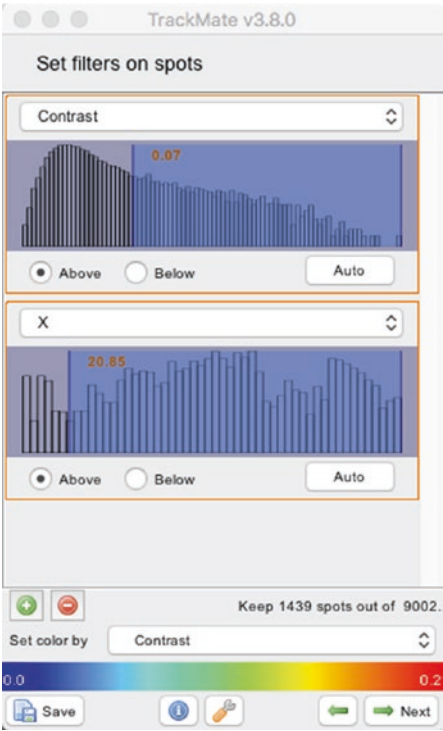 TrackMate v3.8.0
Set filters on spots
Contrast
0.07
Above Below Auto
X
20.85
Above Below Auto
Keep 1439 spots out of 9002.
Set color by Contrast
0.0 0.2
Save Next